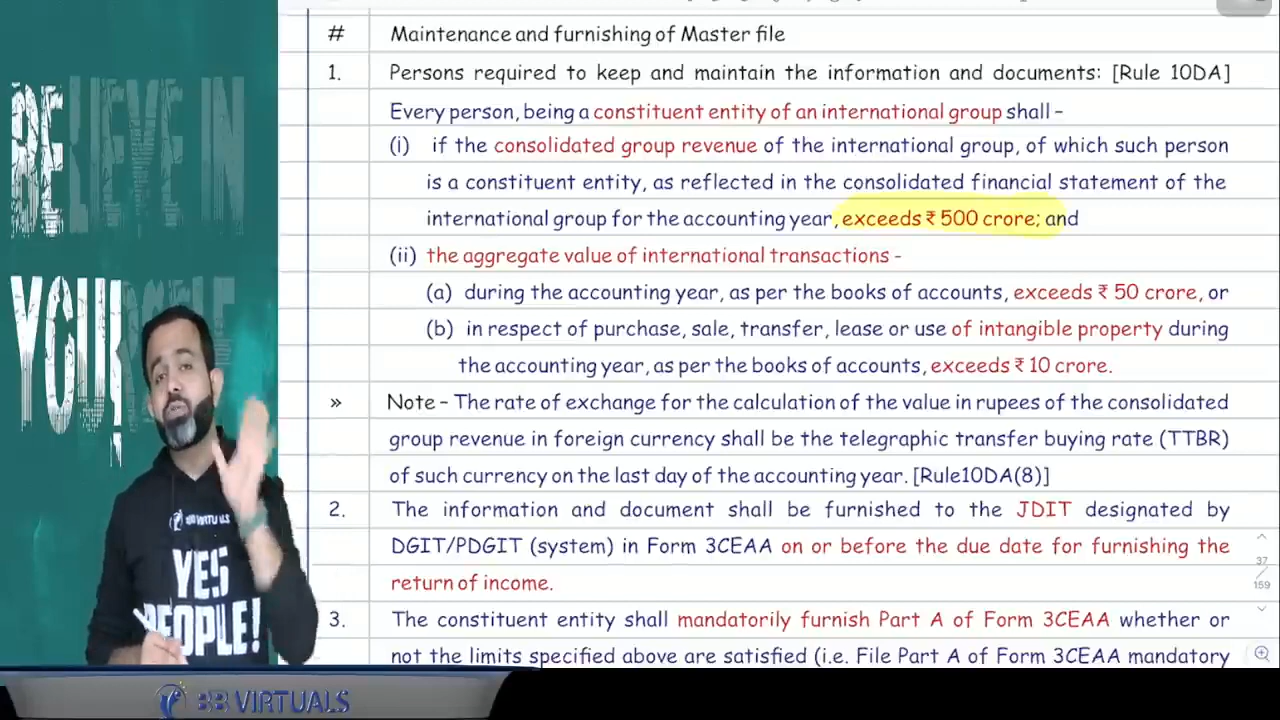 # Maintenance and furnishing of Master file
1. Persons required to keep and maintain the information and documents: [Rule 10DA]
Every person, being a constituent entity of an international group shall –
(i) if the consolidated group revenue of the international group, of which such person
is a constituent entity, as reflected in the consolidated financial statement of the
international group for the accounting year, exceeds ₹ 500 crore; and
(ii) the aggregate value of international transactions -
(a) during the accounting year, as per the books of accounts, exceeds ₹ 50 crore, or
(b) in respect of purchase, sale, transfer, lease or use of intangible property during
the accounting year, as per the books of accounts, exceeds ₹ 10 crore.
» Note – The rate of exchange for the calculation of the value in rupees of the consolidated
group revenue in foreign currency shall be the telegraphic transfer buying rate (TTBR)
of such currency on the last day of the accounting year. [Rule10DA(8)]
2. The information and document shall be furnished to the JDIT designated by
DGIT/PDGIT (system) in Form 3CEAA on or before the due date for furnishing the
return of income.
3. The constituent entity shall mandatorily furnish Part A of Form 3CEAA whether or
not the limits specified above are satisfied (i.e. File Part A of Form 3CEAA mandatory
37
/
159
BELIEVE IN
YOU!
BB VIRTUALS
YES
PEOPLE!
BB VIRTUALS